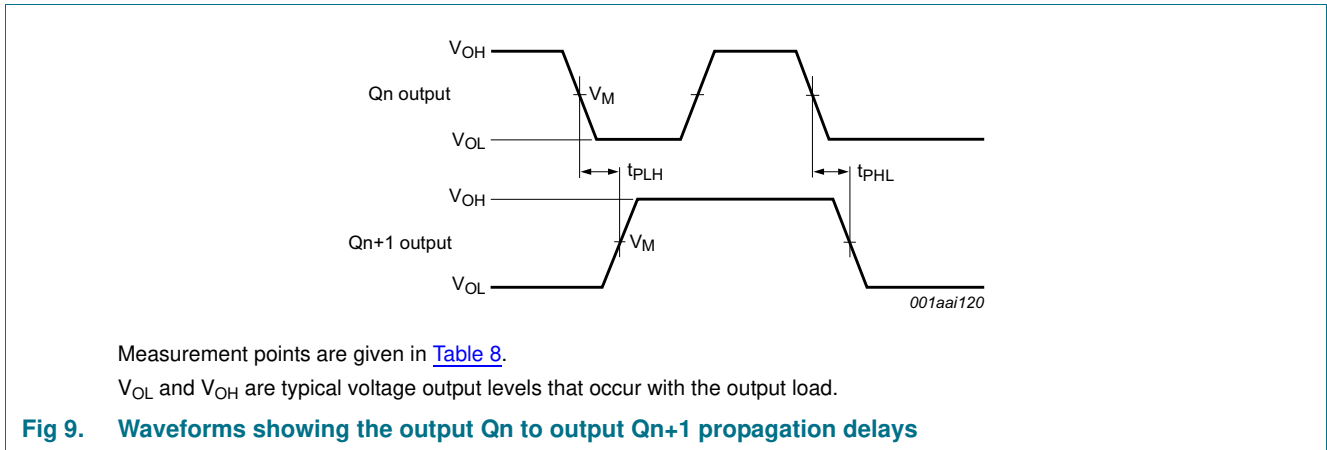 VOH
Qn output
VM
VOL
tPLH
tPHL
VOH
Qn+1 output
VM
VOL
001aai120
Measurement points are given in Table 8.
VOL and VOH are typical voltage output levels that occur with the output load.
Fig 9. Waveforms showing the output Qn to output Qn+1 propagation delays